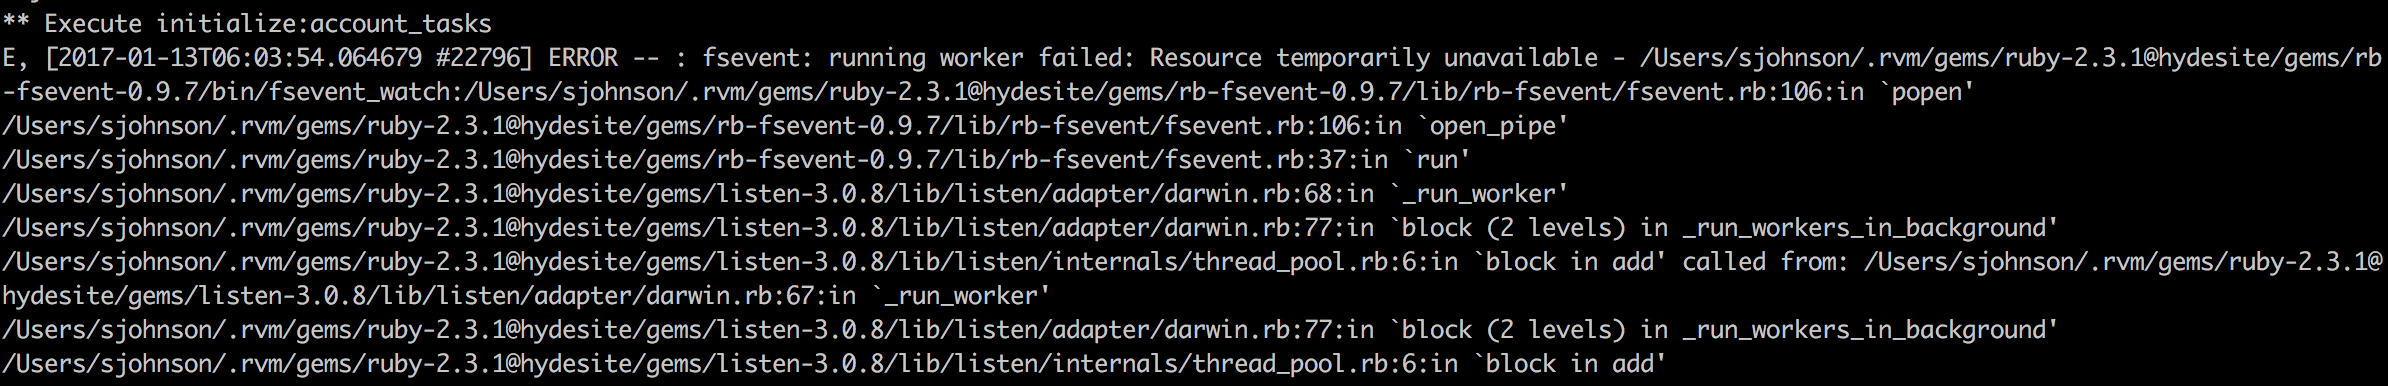 ** Execute initialize:account_tasks
E, [2017-01-13T06:03:54.064679 #22796] ERROR -- : fsevent: running worker failed: Resource temporarily unavailable - /Users/sjohnson/.rvm/gems/ruby-2.3.1@hydesite/gems/rb
-fsevent-0.9.7/bin/fsevent_watch:/Users/sjohnson/.rvm/gems/ruby-2.3.1@hydesite/gems/rb-fsevent-0.9.7/lib/rb-fsevent/fsevent.rb:106:in `popen'
/Users/sjohnson/.rvm/gems/ruby-2.3.1@hydesite/gems/rb-fsevent-0.9.7/lib/rb-fsevent/fsevent.rb:106:in `open_pipe'
/Users/sjohnson/.rvm/gems/ruby-2.3.1@hydesite/gems/rb-fsevent-0.9.7/lib/rb-fsevent/fsevent.rb:37:in `run'
/Users/sjohnson/.rvm/gems/ruby-2.3.1@hydesite/gems/listen-3.0.8/lib/listen/adapter/darwin.rb:68:in `_run_worker'
/Users/sjohnson/.rvm/gems/ruby-2.3.1@hydesite/gems/listen-3.0.8/lib/listen/adapter/darwin.rb:77:in `block (2 levels) in _run_workers_in_background'
/Users/sjohnson/.rvm/gems/ruby-2.3.1@hydesite/gems/listen-3.0.8/lib/listen/internals/thread_pool.rb:6:in `block in add' called from: /Users/sjohnson/.rvm/gems/ruby-2.3.1@
hydesite/gems/listen-3.0.8/lib/listen/adapter/darwin.rb:67:in `_run_worker'
/Users/sjohnson/.rvm/gems/ruby-2.3.1@hydesite/gems/listen-3.0.8/lib/listen/adapter/darwin.rb:77:in `block (2 levels) in _run_workers_in_background'
/Users/sjohnson/.rvm/gems/ruby-2.3.1@hydesite/gems/listen-3.0.8/lib/listen/internals/thread_pool.rb:6:in `block in add'